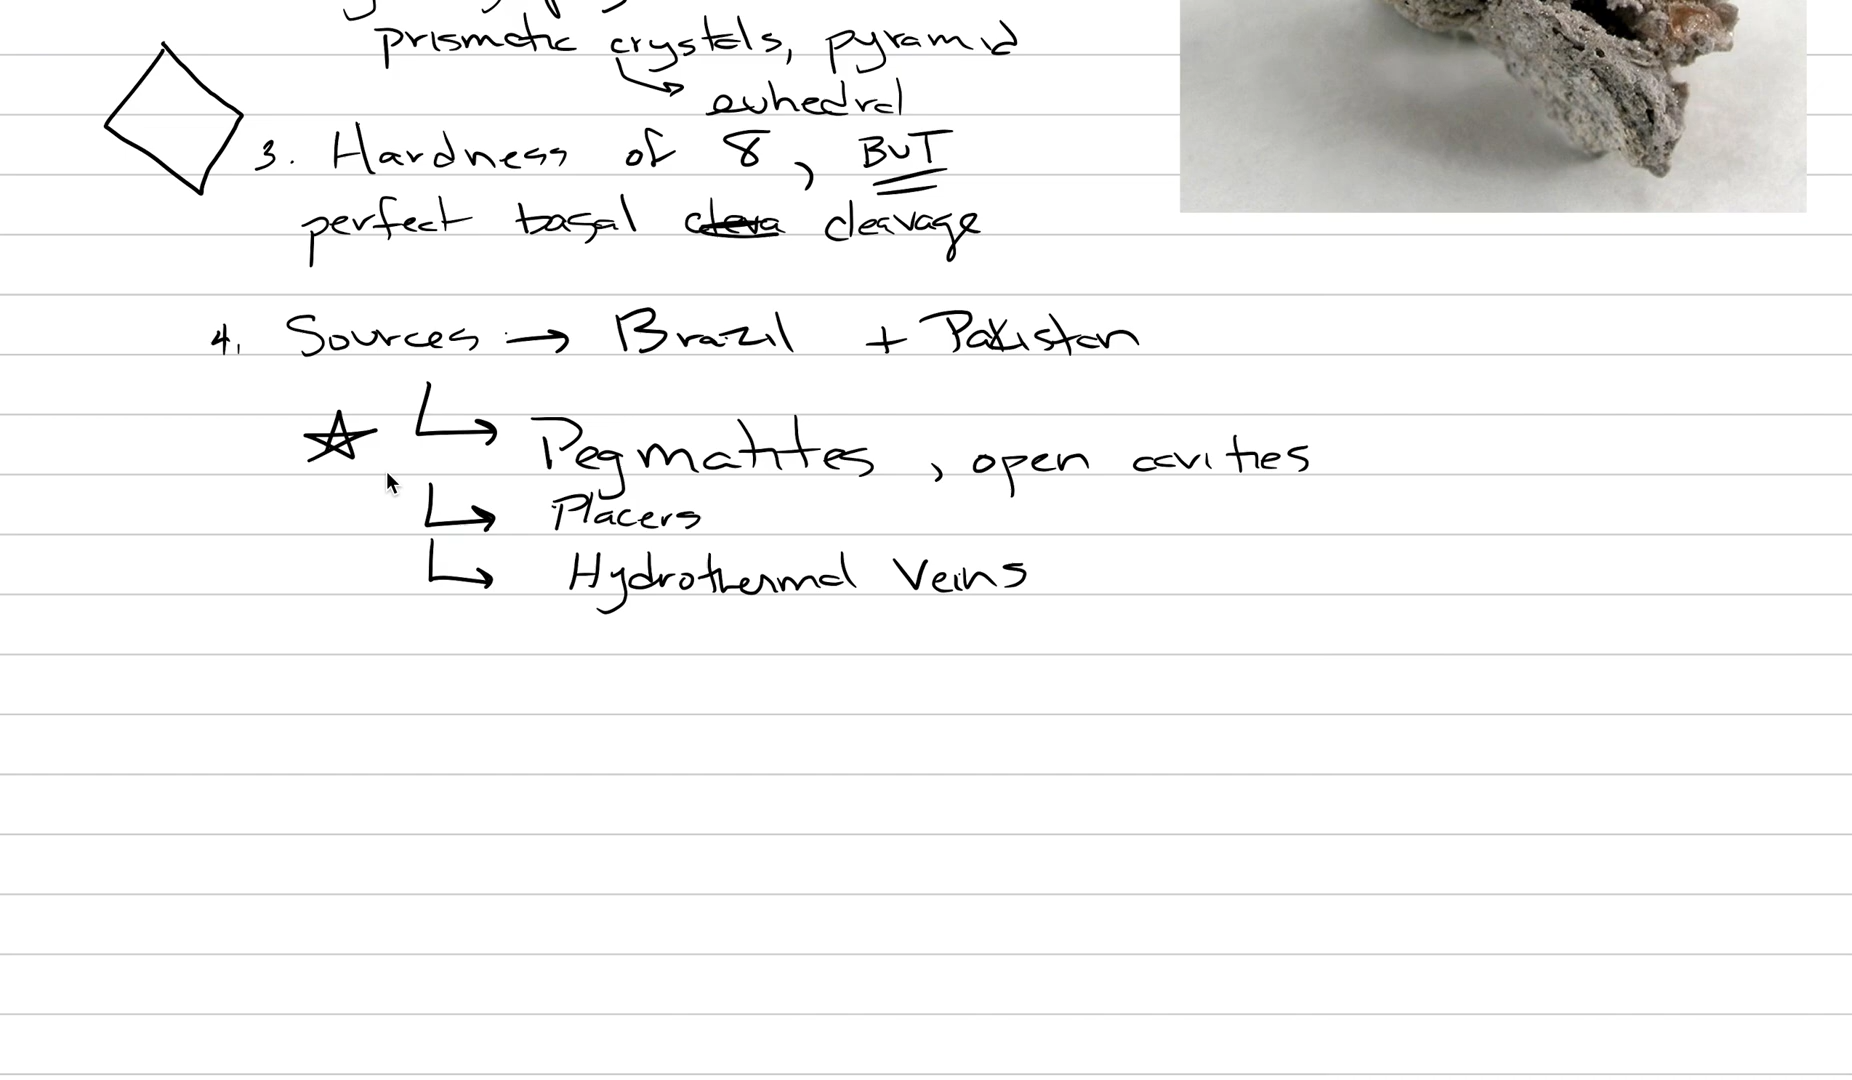 prismatic crystals, pyramid
↳ euhedral
3. Hardness of 8, BUT
perfect basal cleva cleavage
4. Sources → Brazil + Pakistan
↳ Pegmatites, open cavities
↳ Placers
↳ Hydrothermal Veins